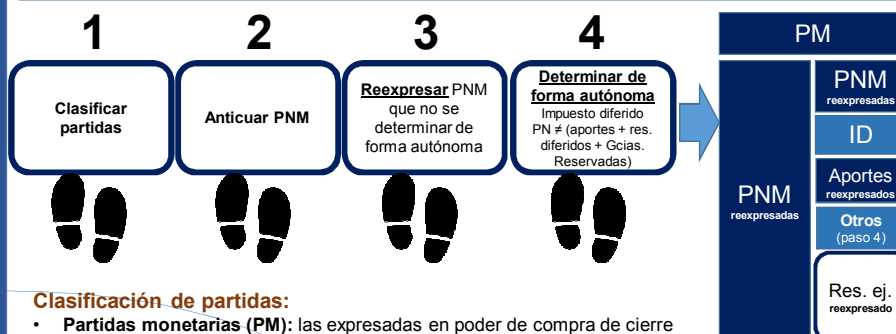 1
2
3
4
Clasificar
partidas
Anticuar PNM
Reexpresar PNM
que no se
determinar de
forma autónoma
Determinar de
forma autónoma
Impuesto diferido
PN ≠ (aportes + res.
diferidos + Gcias.
Reservadas)
PM
PNM
reexpresadas
PNM
reexpresadas
ID
Aportes
reexpresados
Otros
(paso 4)
Res. ej.
reexpresado
Clasificación de partidas:
• Partidas monetarias (PM): las expresadas en poder de compra de cierre